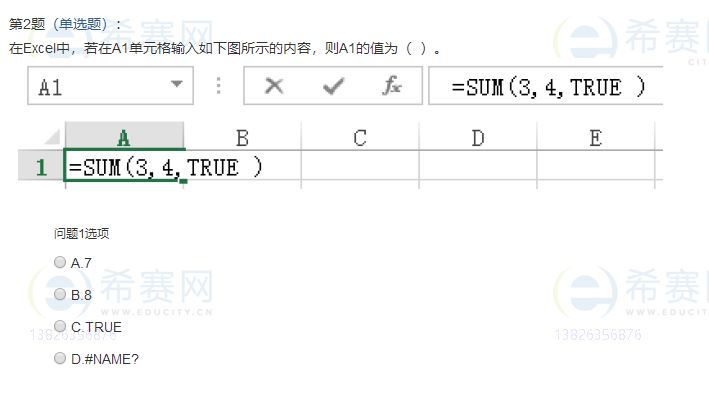 第2题（单选题）：
在Excel中，若在A1单元格输入如下图所示的内容，则A1的值为（ ）。
希赛网
CIT
A1 fx =SUM(3,4,TRUE )
A B C D E
1 =SUM(3,4,TRUE )
问题1选项
A.7
希赛网 希赛
B.8
WWW.EDUCITY.CN WWW.EDUCITY
C.TRUE
13826356876 13826356876
D.#NAME?